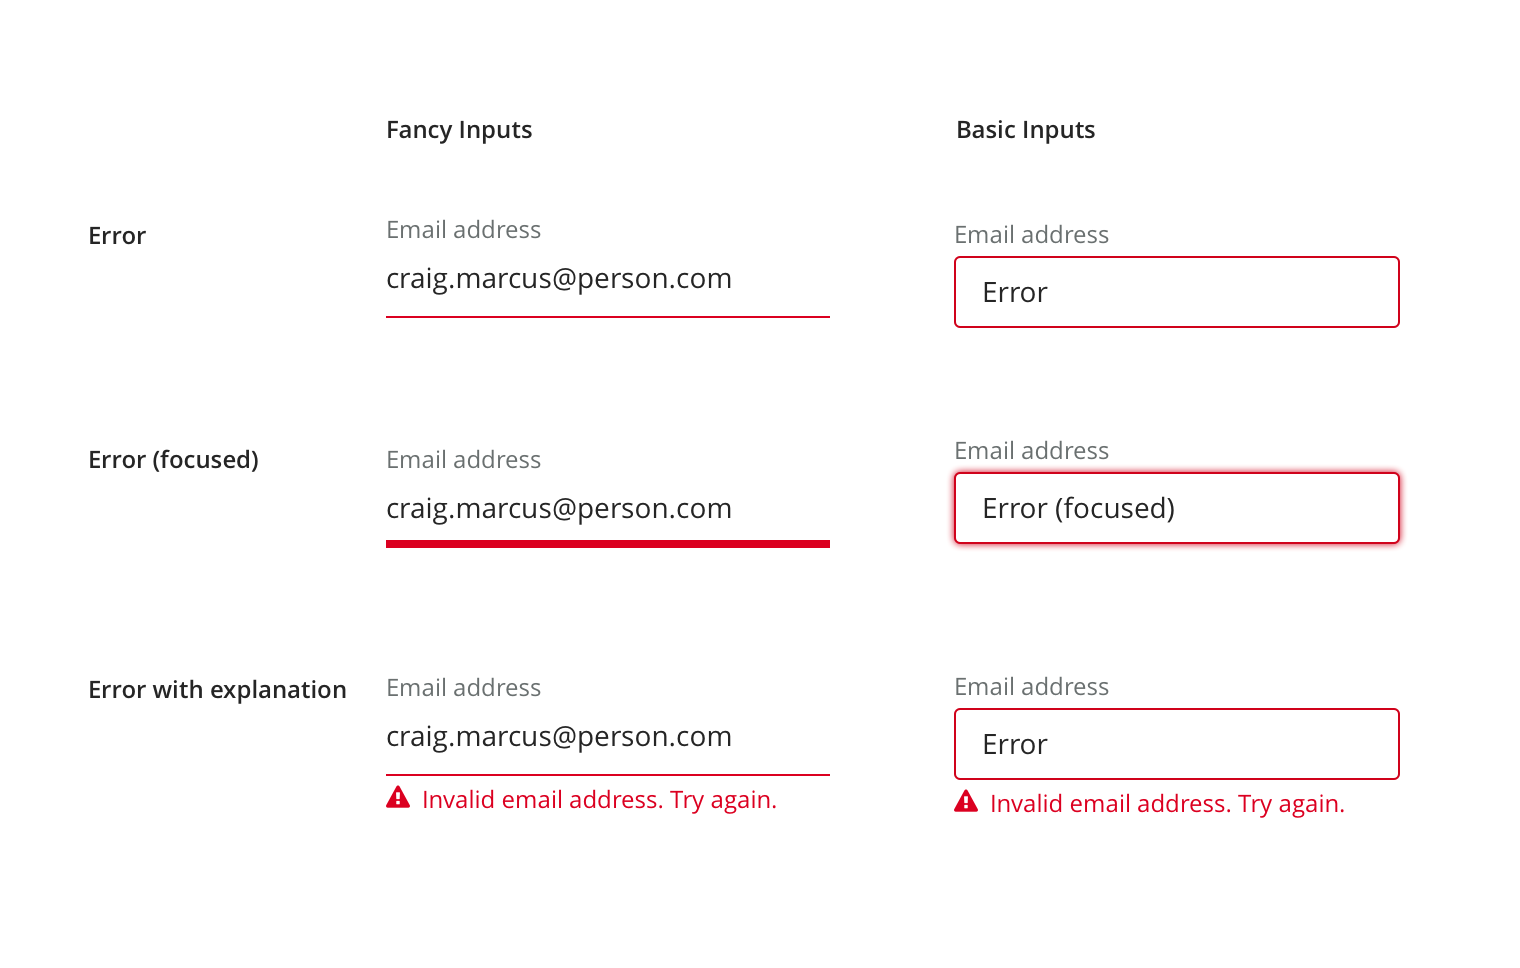 Fancy Inputs
Basic Inputs
Error
Email address
craig.marcus@person.com
Email address
Error
Error (focused)
Email address
craig.marcus@person.com
Email address
Error (focused)
Error with explanation
Email address
craig.marcus@person.com
Invalid email address. Try again.
Email address
Error
Invalid email address. Try again.